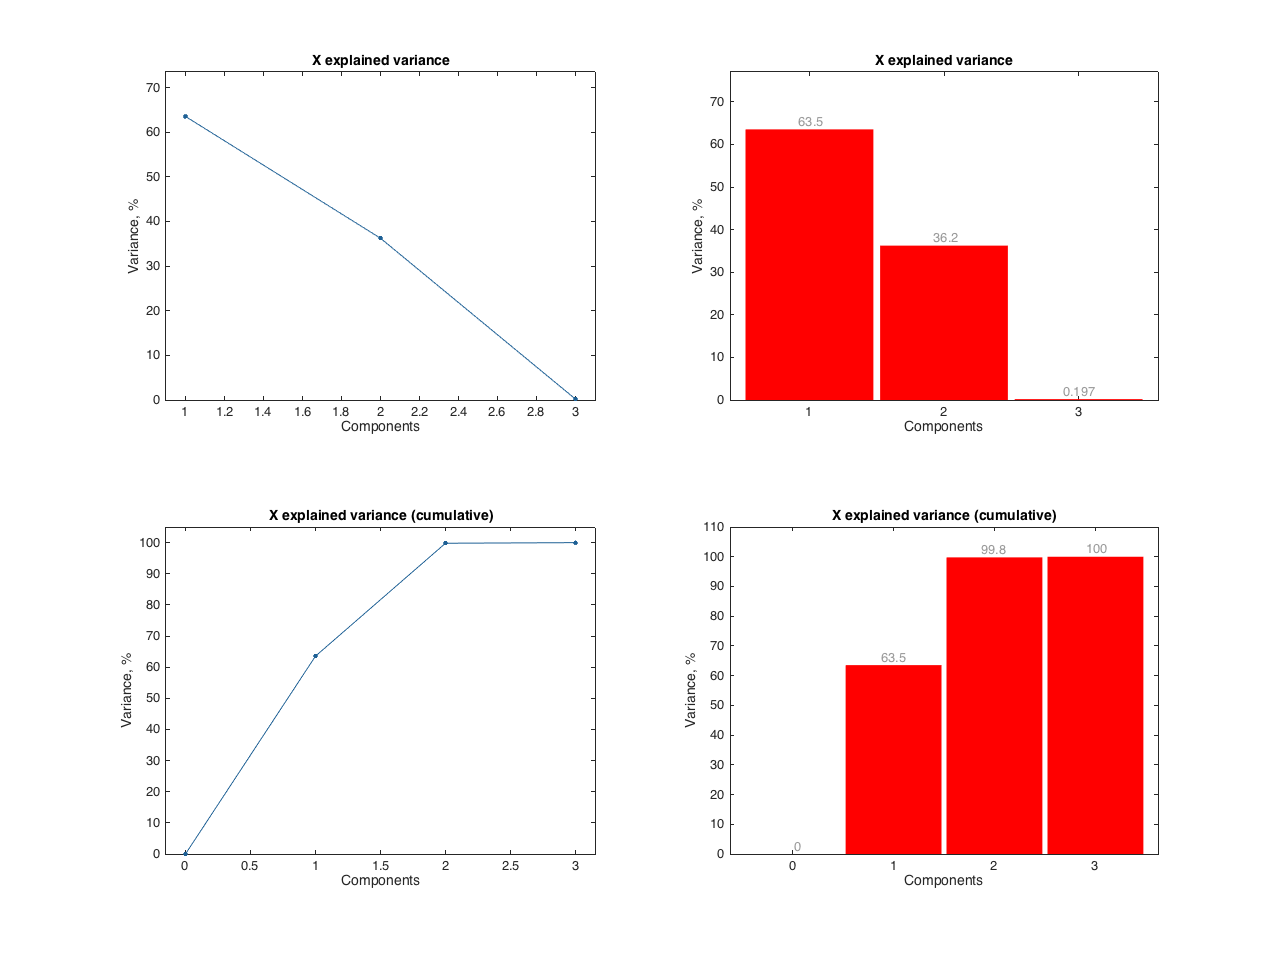 X explained variance
70
60
50
40
30
20
10
0
Variance, %
1 1.2 1.4 1.6 1.8 2 2.2 2.4 2.6 2.8 3
Components
X explained variance
70
60
50
40
30
20
10
0
Variance, %
63.5
36.2
0.197
1 2 3
Components
X explained variance (cumulative)
100
90
80
70
60
50
40
30
20
10
0
Variance, %
0 0.5 1 1.5 2 2.5 3
Components
X explained variance (cumulative)
110
100
90
80
70
60
50
40
30
20
10
0
Variance, %
0
63.5
99.8
100
0 1 2 3
Components